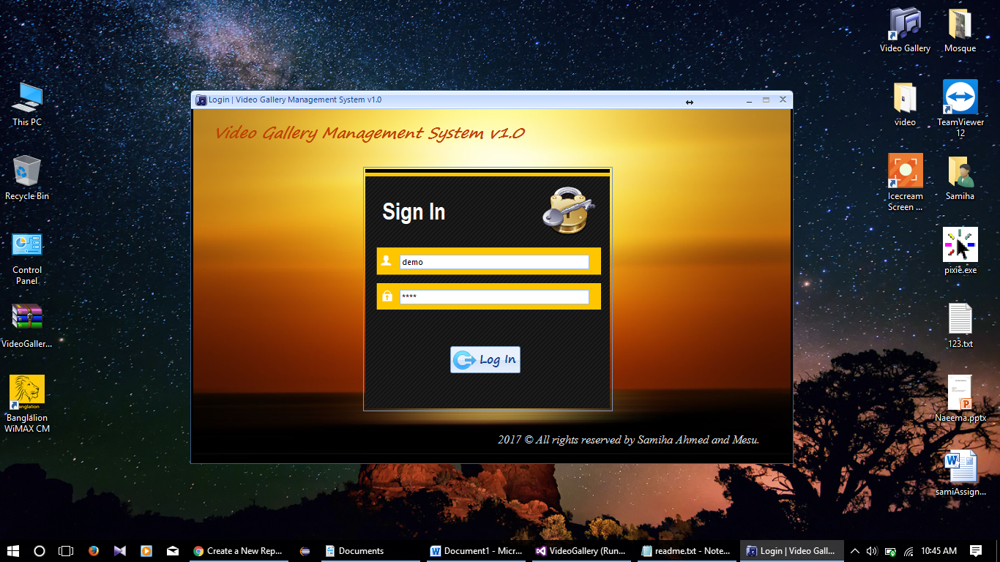 This PC
Recycle Bin
Control
Panel
VideoGaller...
Banglalion
WiMAX CM
Video Gallery
Mosque
video
TeamViewer
12
Icecream
Screen ...
Samiha
pixie.exe
123.txt
Naeema.pptx
samiAssign...
Login | Video Gallery Management System v1.0
Video Gallery Management System v1.0
Sign In
demo
****
Log In
2017 © All rights reserved by Samiha Ahmed and Mesu.
Create a New Rep...
Documents
Document1 - Micr...
VideoGallery (Run...
readme.txt - Note...
Login | Video Gall...
10:45 AM